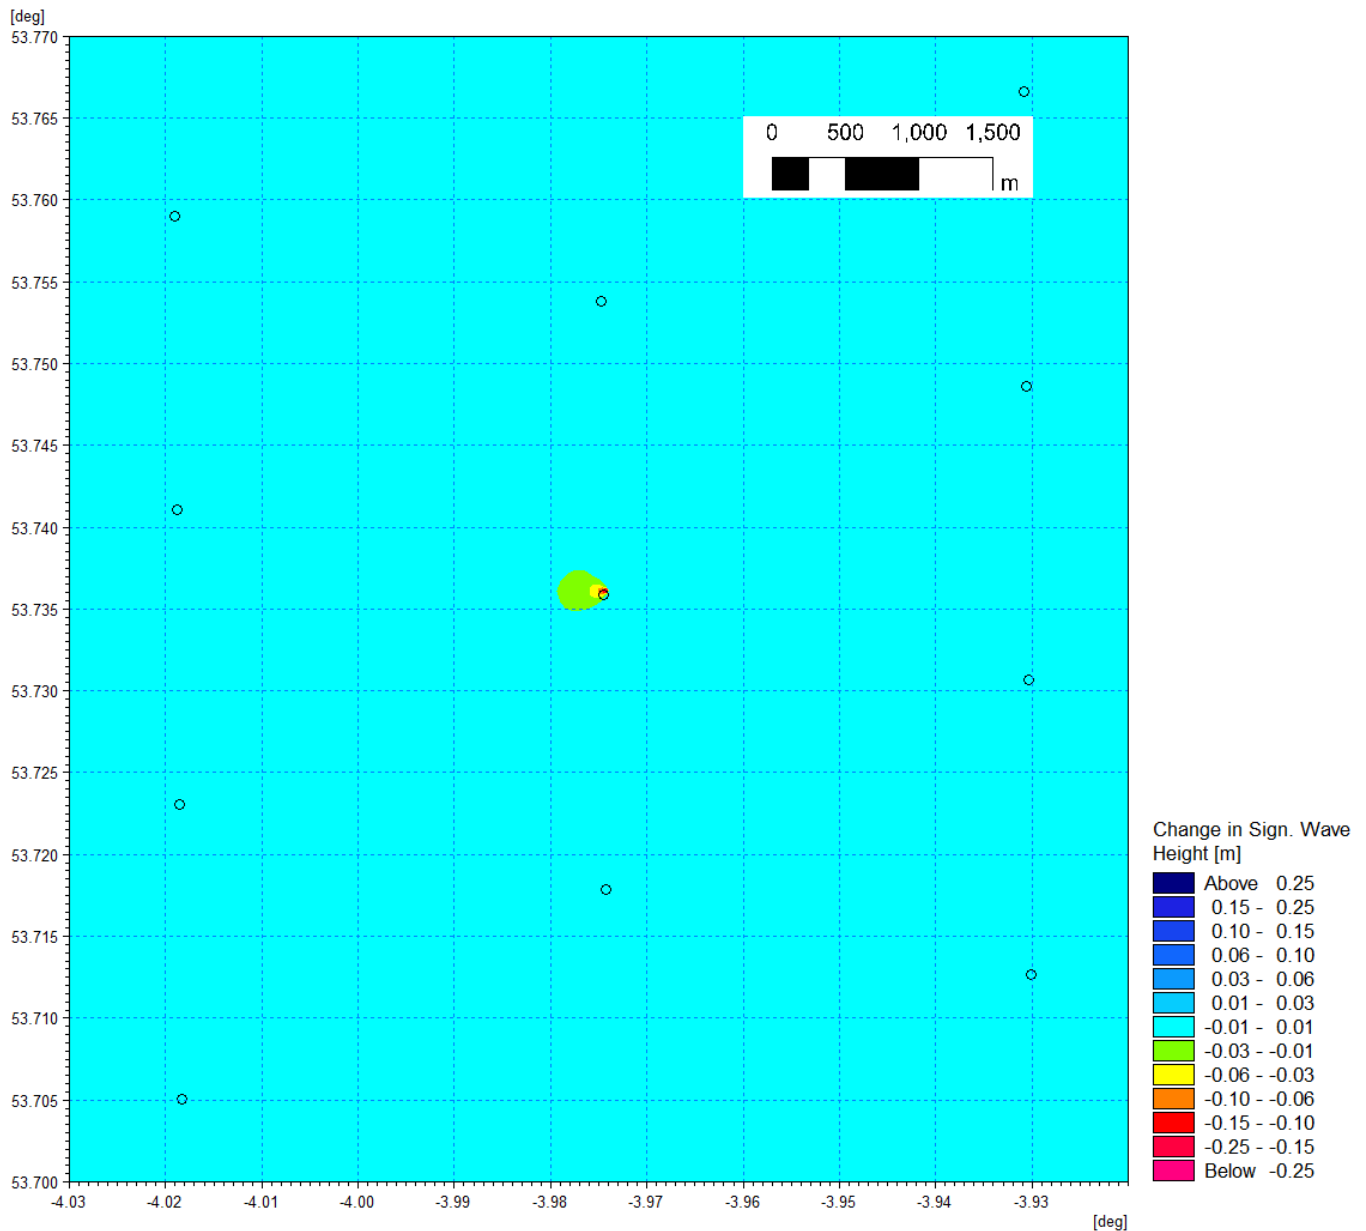 [deg]
53.770
53.765
53.760
53.755
53.750
53.745
53.740
53.735
53.730
53.725
53.720
53.715
53.710
53.705
53.700
0 500 1,000 1,500
m
Change in Sign. Wave
Height [m]
Above 0.25
0.15 - 0.25
0.10 - 0.15
0.06 - 0.10
0.03 - 0.06
0.01 - 0.03
-0.01 - 0.01
-0.03 - -0.01
-0.06 - -0.03
-0.10 - -0.06
-0.15 - -0.10
-0.25 - -0.15
Below -0.25
-4.03 -4.02 -4.01 -4.00 -3.99 -3.98 -3.97 -3.96 -3.95 -3.94 -3.93
[deg]